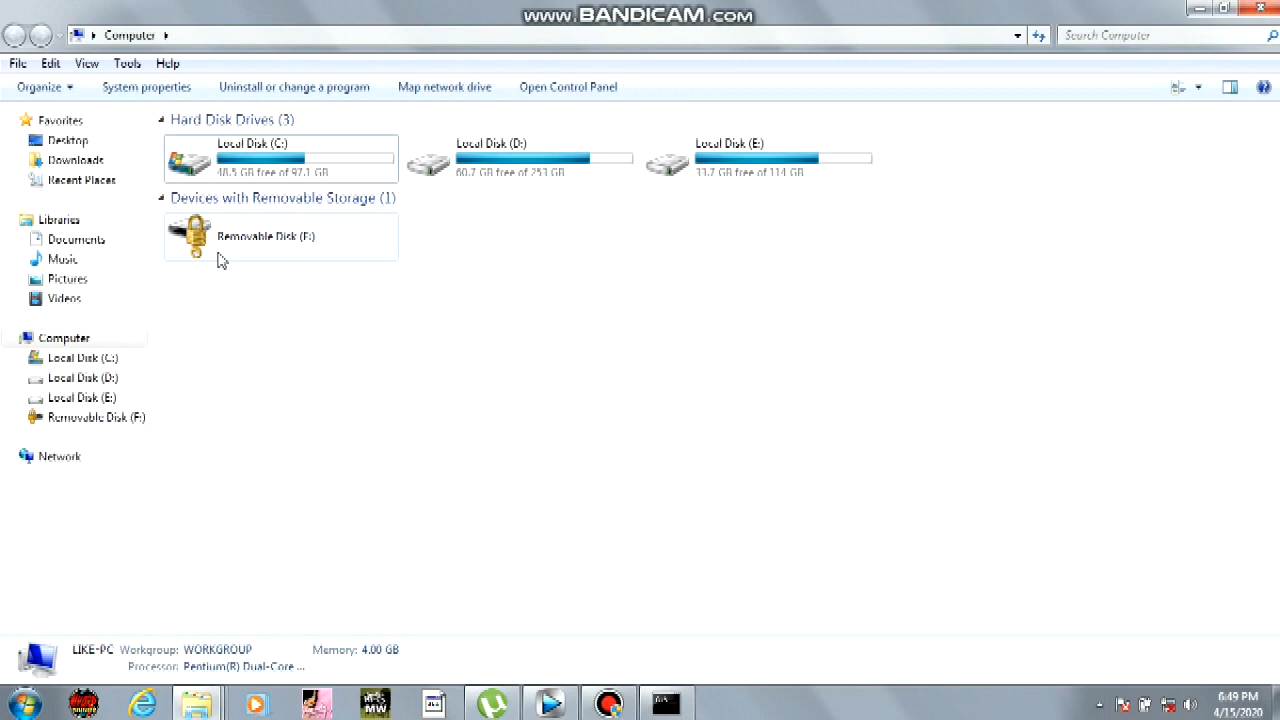 www.BANDICAM.com
Computer
Search Computer
File Edit View Tools Help
Organize System properties Uninstall or change a program Map network drive Open Control Panel
Favorites
Desktop
Downloads
Recent Places
Libraries
Documents
Music
Pictures
Videos
Computer
Local Disk (C:)
Local Disk (D:)
Local Disk (E:)
Removable Disk (F:)
Network
Hard Disk Drives (3)
Local Disk (C:)
48.5 GB free of 97.1 GB
Local Disk (D:)
60.7 GB free of 253 GB
Local Disk (E:)
33.7 GB free of 114 GB
Devices with Removable Storage (1)
Removable Disk (F:)
LIKE-PC Workgroup: WORKGROUP Memory: 4.00 GB
Processor: Pentium(R) Dual-Core ...
6:49 PM
4/15/2020